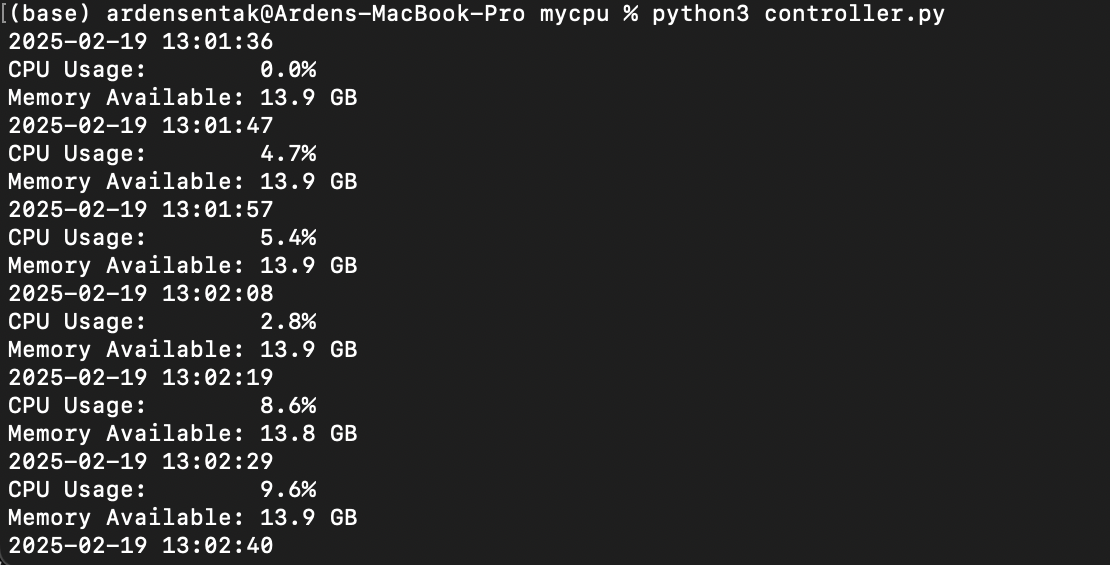 [(base) ardensentak@Ardens-MacBook-Pro mycpu % python3 controller.py
2025-02-19 13:01:36
CPU Usage:        0.0%
Memory Available: 13.9 GB
2025-02-19 13:01:47
CPU Usage:        4.7%
Memory Available: 13.9 GB
2025-02-19 13:01:57
CPU Usage:        5.4%
Memory Available: 13.9 GB
2025-02-19 13:02:08
CPU Usage:        2.8%
Memory Available: 13.9 GB
2025-02-19 13:02:19
CPU Usage:        8.6%
Memory Available: 13.8 GB
2025-02-19 13:02:29
CPU Usage:        9.6%
Memory Available: 13.9 GB
2025-02-19 13:02:40